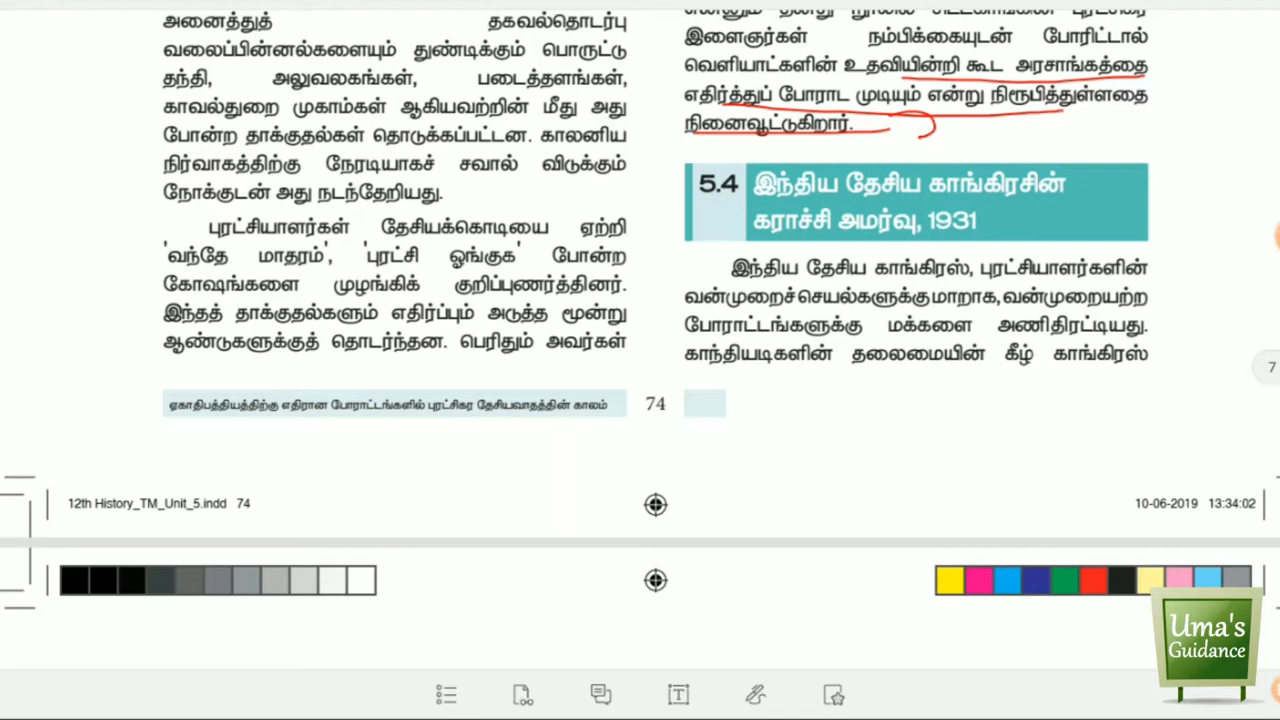 அனைத்துத் தகவல்தொடர்பு
வலைப்பின்னல்களையும் துண்டிக்கும் பொருட்டு
தந்தி, அலுவலகங்கள், படைத்தளங்கள்,
காவல்துறை முகாம்கள் ஆகியவற்றின் மீது அது
போன்ற தாக்குதல்கள் தொடுக்கப்பட்டன. காலனிய
நிர்வாகத்திற்கு நேரடியாகச் சவால் விடுக்கும்
நோக்குடன் அது நடந்தேறியது.
புரட்சியாளர்கள் தேசியக்கொடியை ஏற்றி
'வந்தே மாதரம்', 'புரட்சி ஓங்குக' போன்ற
கோஷங்களை முழங்கிக் குறிப்புணர்த்தினர்.
இந்தத் தாக்குதல்களும் எதிர்ப்பும் அடுத்த மூன்று
ஆண்டுகளுக்குத் தொடர்ந்தன. பெரிதும் அவர்கள்
இளைஞர்கள் நம்பிக்கையுடன் போரிட்டால்
வெளியாட்களின் உதவியின்றி கூட அரசாங்கத்தை
எதிர்த்துப் போராட முடியும் என்று நிரூபித்துள்ளதை
நினைவூட்டுகிறார்.
5.4 இந்திய தேசிய காங்கிரசின்
கராச்சி அமர்வு, 1931
இந்திய தேசிய காங்கிரஸ், புரட்சியாளர்களின்
வன்முறைச் செயல்களுக்கு மாறாக, வன்முறையற்ற
போராட்டங்களுக்கு மக்களை அணிதிரட்டியது.
காந்தியடிகளின் தலைமையின் கீழ் காங்கிரஸ்
ஏகாதிபத்தியத்திற்கு எதிரான போராட்டங்களில் புரட்சிகர தேசியவாதத்தின் காலம்
74
7
12th History_TM_Unit_5.indd 74
10-06-2019 13:34:02
Uma's
Guidance